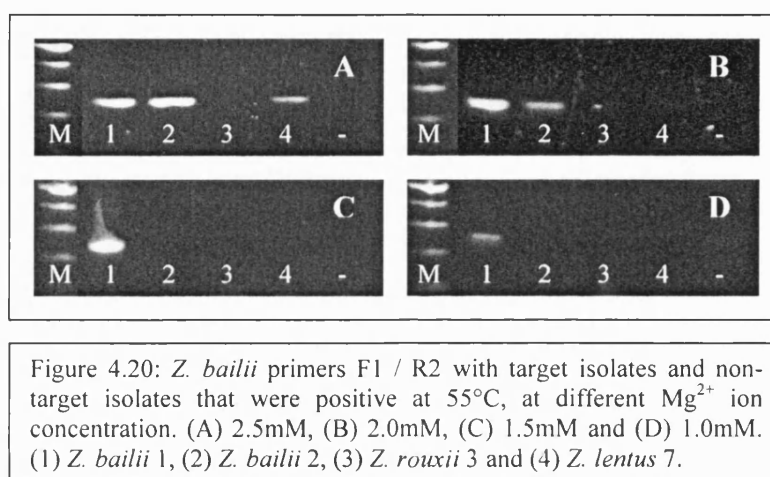 A
M 1 2 3 4 -
B
M 1 2 3 4 -
C
M 1 2 3 4 -
D
M 1 2 3 4 -
Figure 4.20: Z. bailii primers F1 / R2 with target isolates and non-
target isolates that were positive at 55°C, at different Mg²⁺ ion
concentration. (A) 2.5mM, (B) 2.0mM, (C) 1.5mM and (D) 1.0mM.
(1) Z. bailii 1, (2) Z. bailii 2, (3) Z. rouxii 3 and (4) Z. lentus 7.